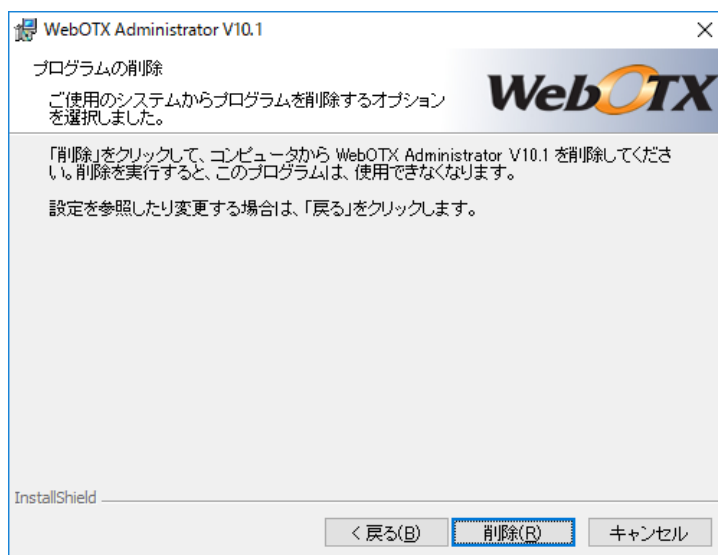 WebOTX Administrator V10.1
プログラムの削除
ご使用のシステムからプログラムを削除するオプション
を選択しました。
WebOTX
「削除」をクリックして、コンピュータから WebOTX Administrator V10.1 を削除してくださ
い。削除を実行すると、このプログラムは、使用できなくなります。
設定を参照したり変更する場合は、「戻る」をクリックします。
InstallShield
< 戻る(B)
削除(R)
キャンセル